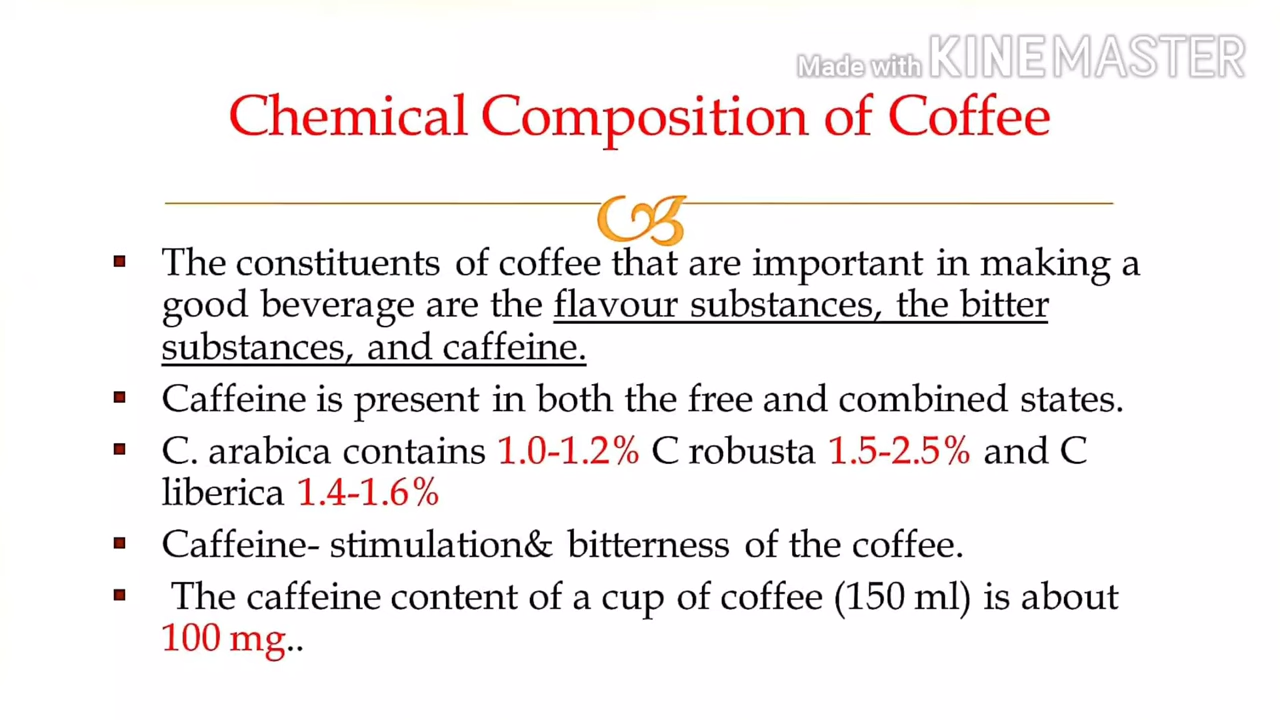 Made with KINEMASTER
Chemical Composition of Coffee
The constituents of coffee that are important in making a
good beverage are the flavour substances, the bitter
substances, and caffeine.
Caffeine is present in both the free and combined states.
C. arabica contains 1.0-1.2% C robusta 1.5-2.5% and C
liberica 1.4-1.6%
Caffeine- stimulation& bitterness of the coffee.
The caffeine content of a cup of coffee (150 ml) is about
100 mg..